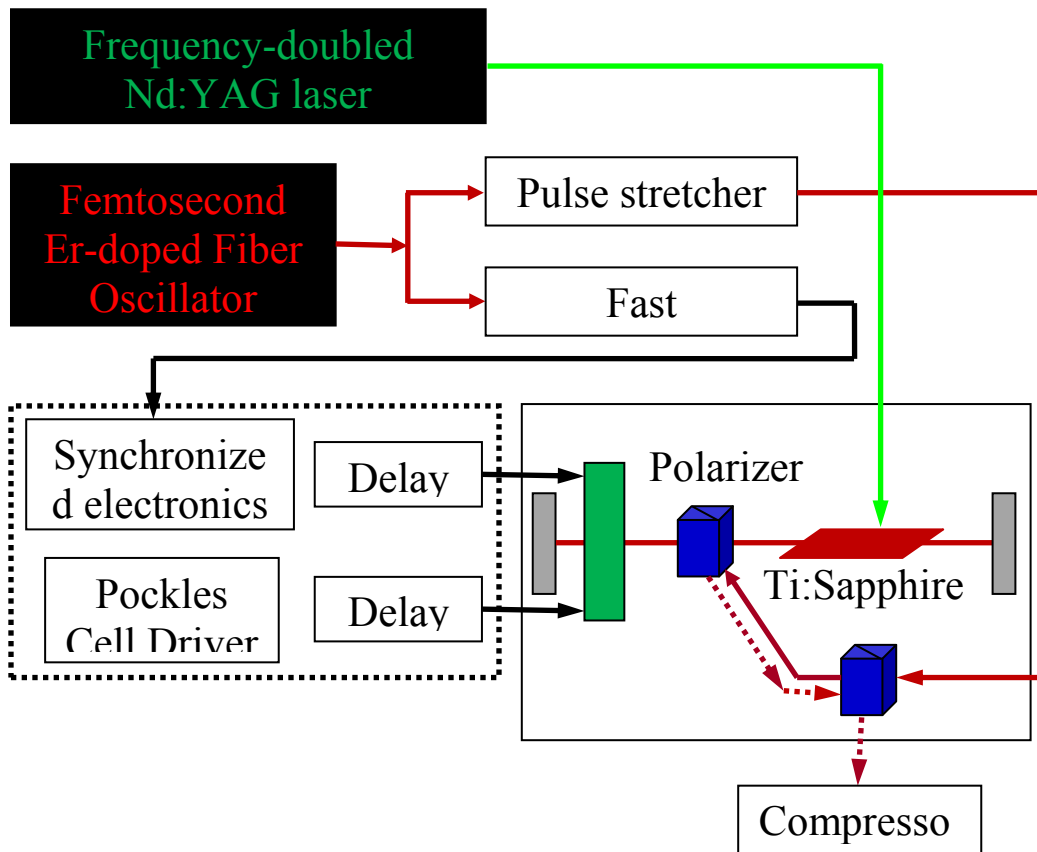 Frequency-doubled
Nd:YAG laser
Femtosecond
Er-doped Fiber
Oscillator
Pulse stretcher
Fast
Synchronize
d electronics
Delay
Pockles
Cell Driver
Delay
Polarizer
Ti:Sapphire
Compresso